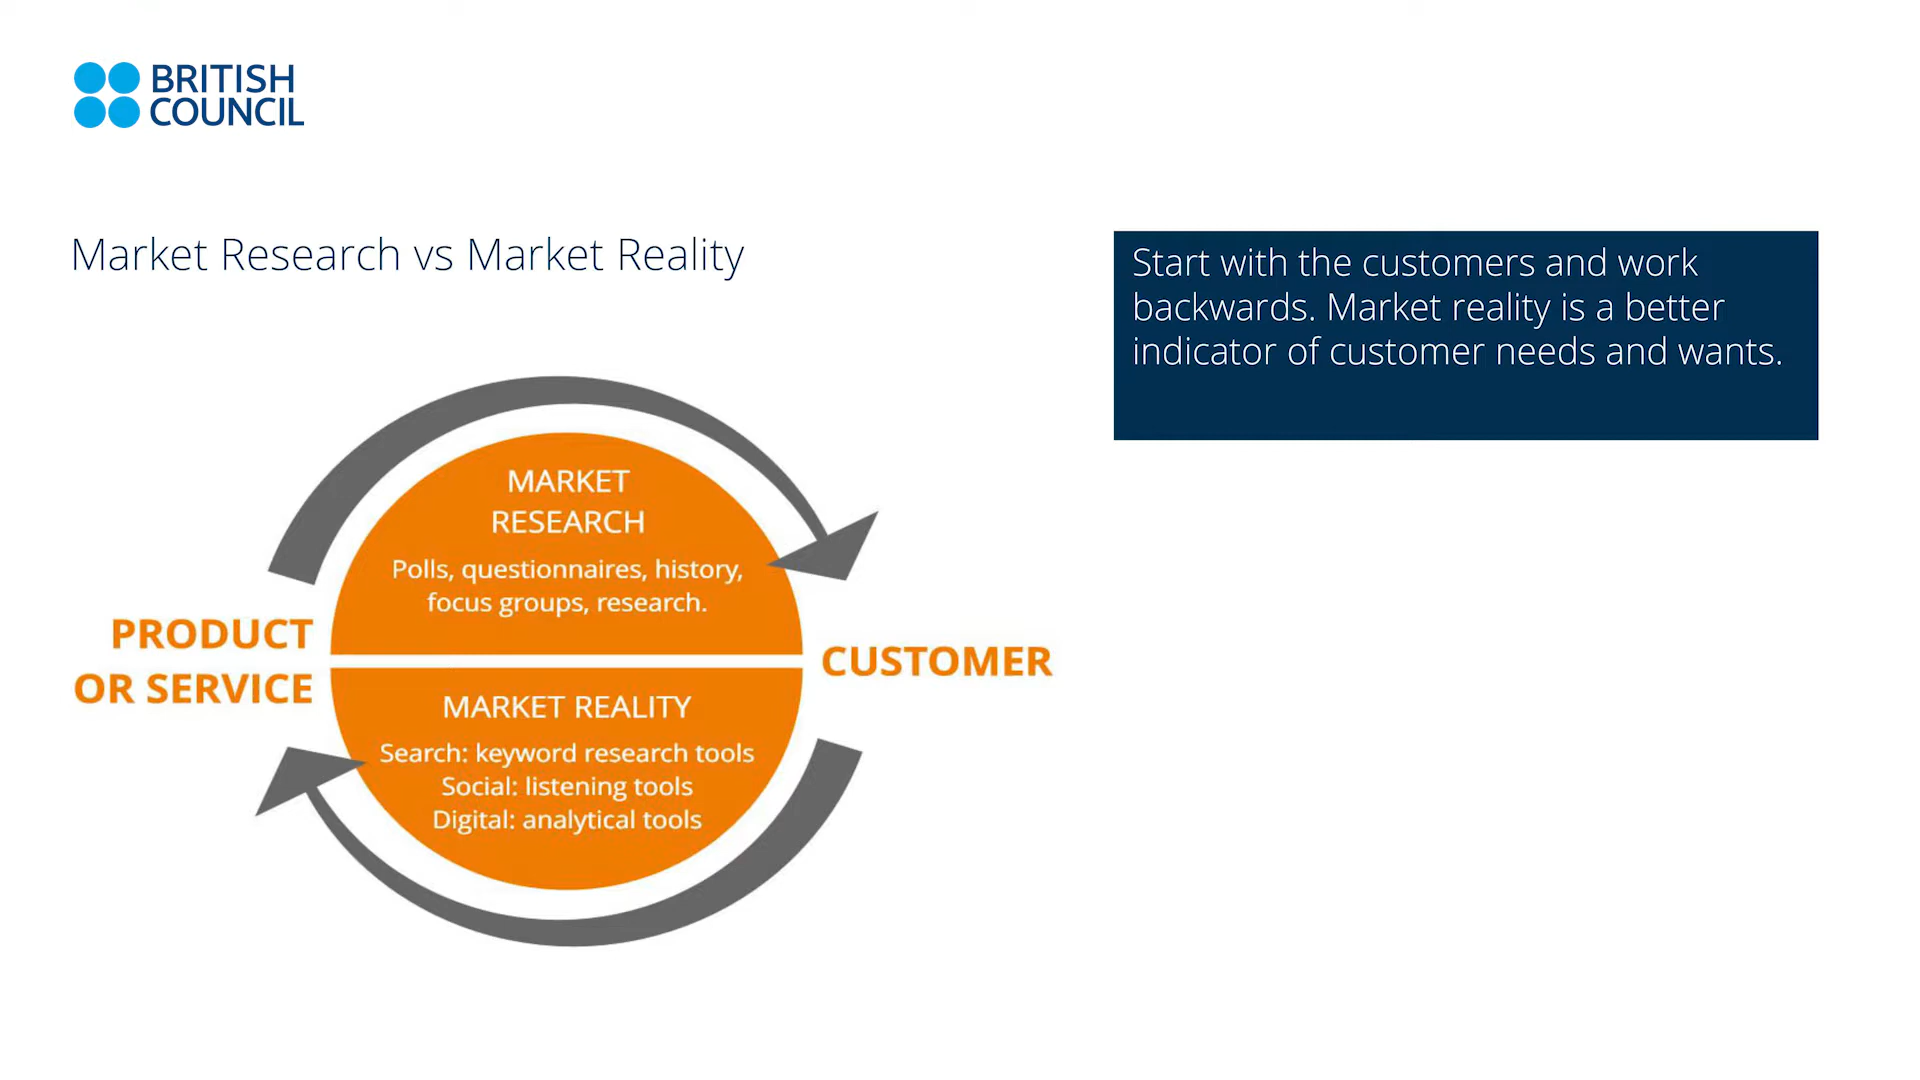 BRITISH
COUNCIL
Market Research vs Market Reality
Start with the customers and work
backwards. Market reality is a better
indicator of customer needs and wants.
MARKET
RESEARCH
Polls, questionnaires, history,
focus groups, research.
PRODUCT
OR SERVICE
CUSTOMER
MARKET REALITY
Search: keyword research tools
Social: listening tools
Digital: analytical tools